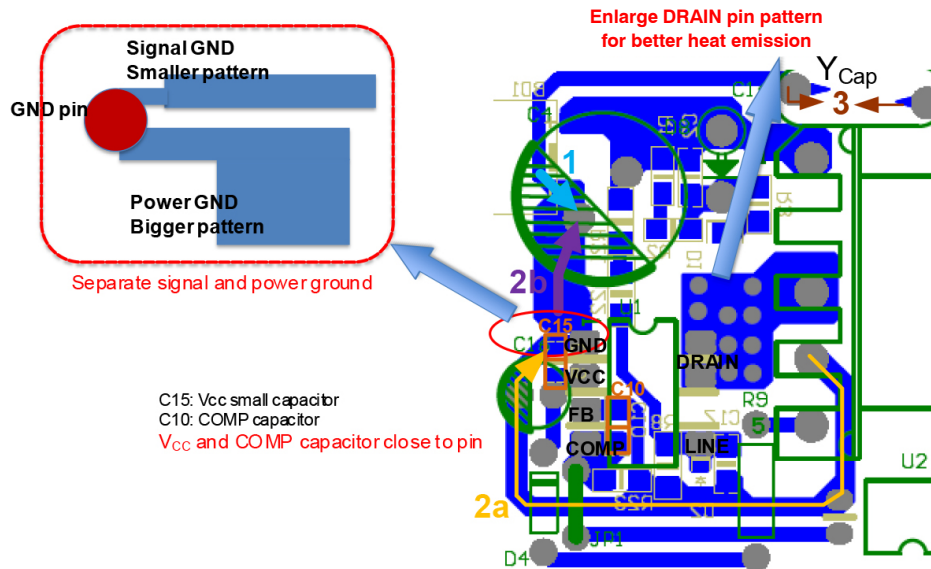 Enlarge DRAIN pin pattern
for better heat emission
Signal GND
Smaller pattern
GND pin
Power GND
Bigger pattern
Separate signal and power ground
YCap
3
1
2b
C4
BD1
D1
U1
C15
GND
VCC
DRAIN
C10
FB
COMP
LINE
R9
5
U2
C15: Vcc small capacitor
C10: COMP capacitor
VCC and COMP capacitor close to pin
2a
JP1
D4